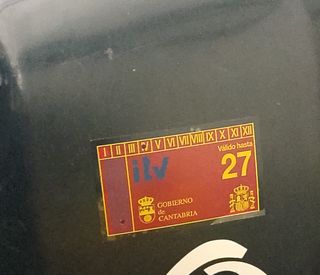 I II III IV V VI VII VIII IX X XI XII
Válido hasta
itv 27
GOBIERNO
de
CANTABRIA